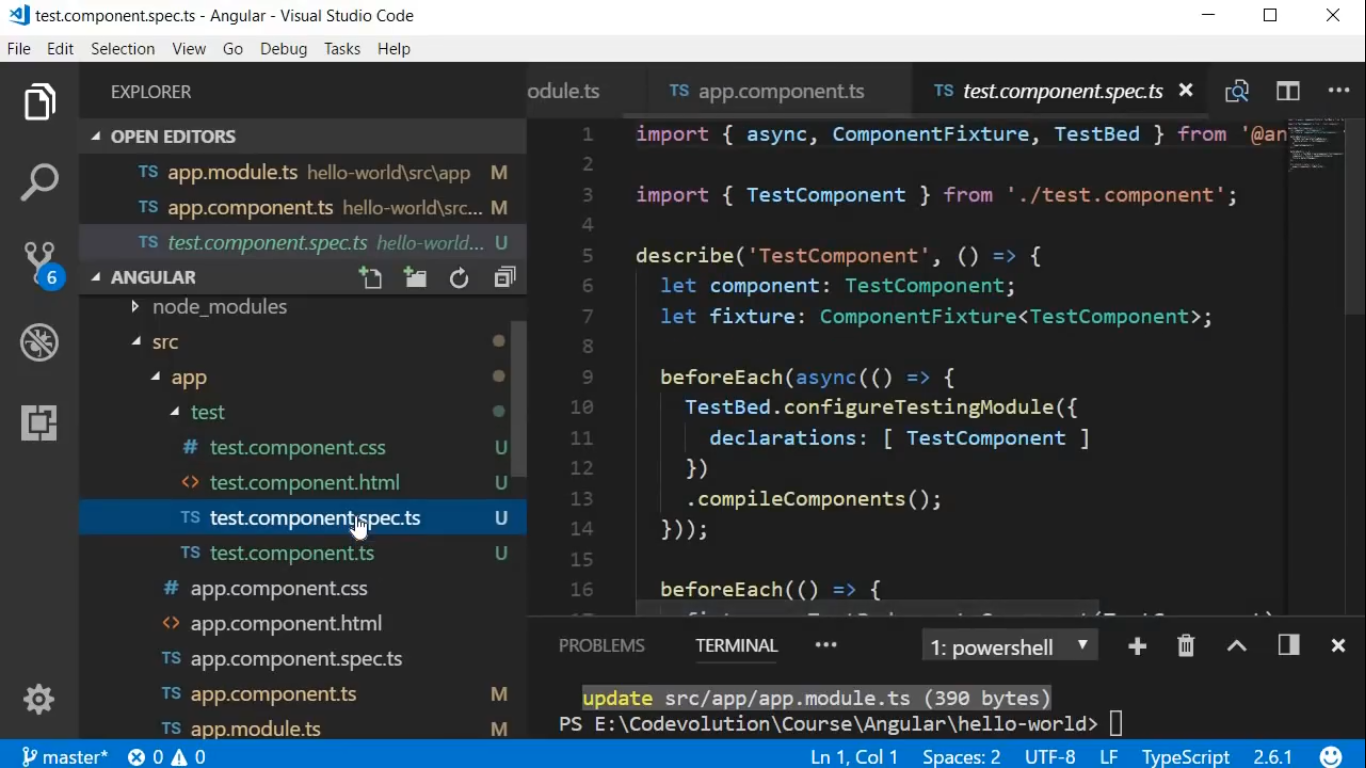 test.component.spec.ts - Angular - Visual Studio Code
File Edit Selection View Go Debug Tasks Help
EXPLORER
OPEN EDITORS
TS app.module.ts hello-world\src\app M
TS app.component.ts hello-world\src... M
TS test.component.spec.ts hello-world... U
6
ANGULAR
node_modules
src
app
test
# test.component.css U
<> test.component.html U
TS test.component.spec.ts U
TS test.component.ts U
# app.component.css
<> app.component.html
TS app.component.spec.ts
TS app.component.ts M
TS app.module.ts M
odule.ts TS app.component.ts TS test.component.spec.ts
1 import { async, ComponentFixture, TestBed } from '@an
2
3 import { TestComponent } from './test.component';
4
5 describe('TestComponent', () => {
6 let component: TestComponent;
7 let fixture: ComponentFixture<TestComponent>;
8
9 beforeEach(async(() => {
10 TestBed.configureTestingModule({
11 declarations: [ TestComponent ]
12 })
13 .compileComponents();
14 }));
15
16 beforeEach(() => {
PROBLEMS TERMINAL ... 1: powershell
update src/app/app.module.ts (390 bytes)
PS E:\Codevolution\Course\Angular\hello-world>
master* 0 0 Ln 1, Col 1 Spaces: 2 UTF-8 LF TypeScript 2.6.1